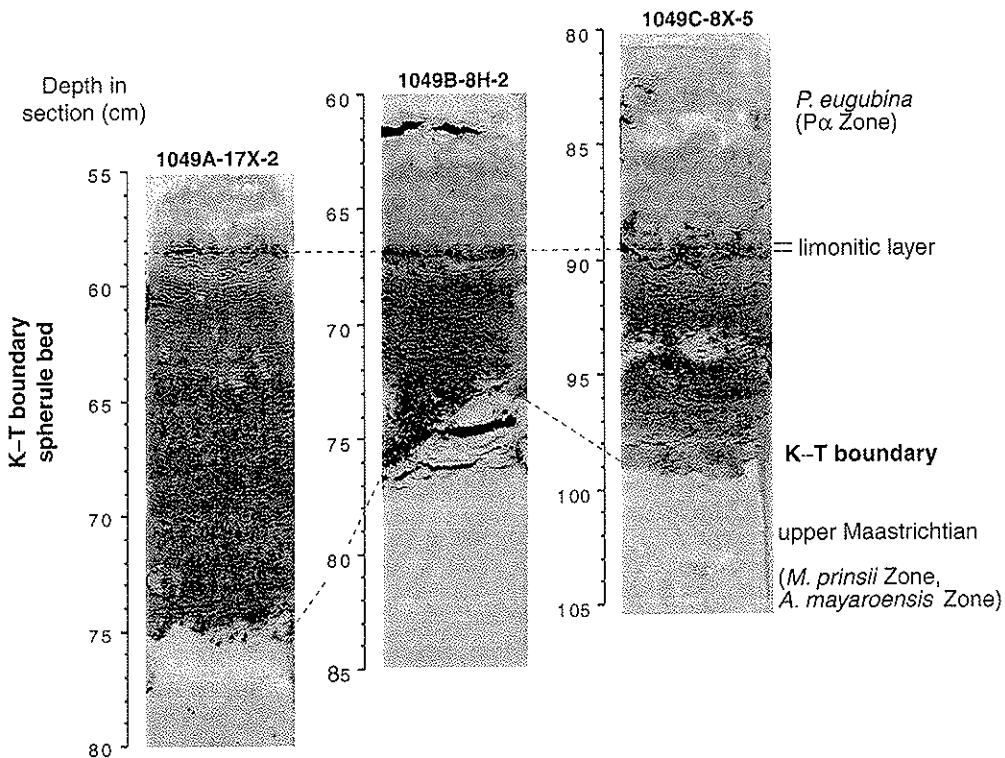 Depth in
section (cm)
K–T boundary
spherule bed
1049A-17X-2
55
60
65
70
75
80
1049B-8H-2
60
65
70
75
80
85
1049C-8X-5
80
85
90
95
100
105
P. eugubina
(Pα Zone)
limonitic layer
K--T boundary
upper Maastrichtian
(M. prinsii Zone,
A. mayaroensis Zone)